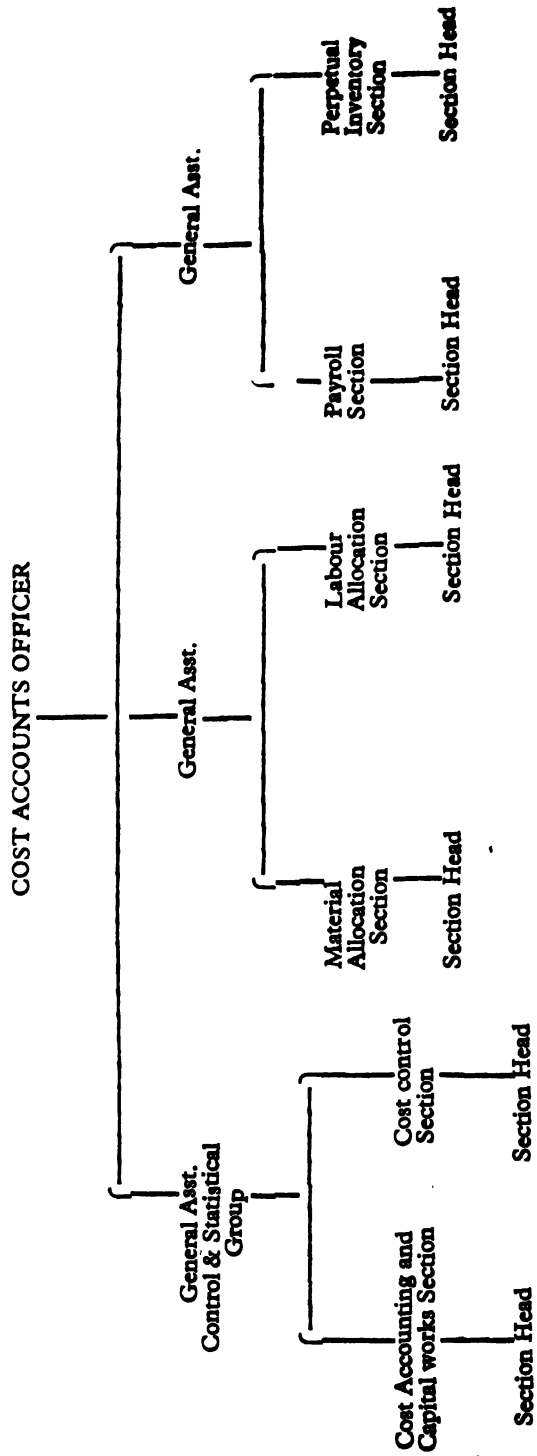 COST ACCOUNTS OFFICER
General Asst.
Control & Statistical
Group
General Asst.
General Asst.
Cost Accounting and
Capital works Section
Cost control
Section
Material
Allocation
Section
Labour
Allocation
Section
Payroll
Section
Perpetual
Inventory
Section
Section Head
Section Head
Section Head
Section Head
Section Head
Section Head